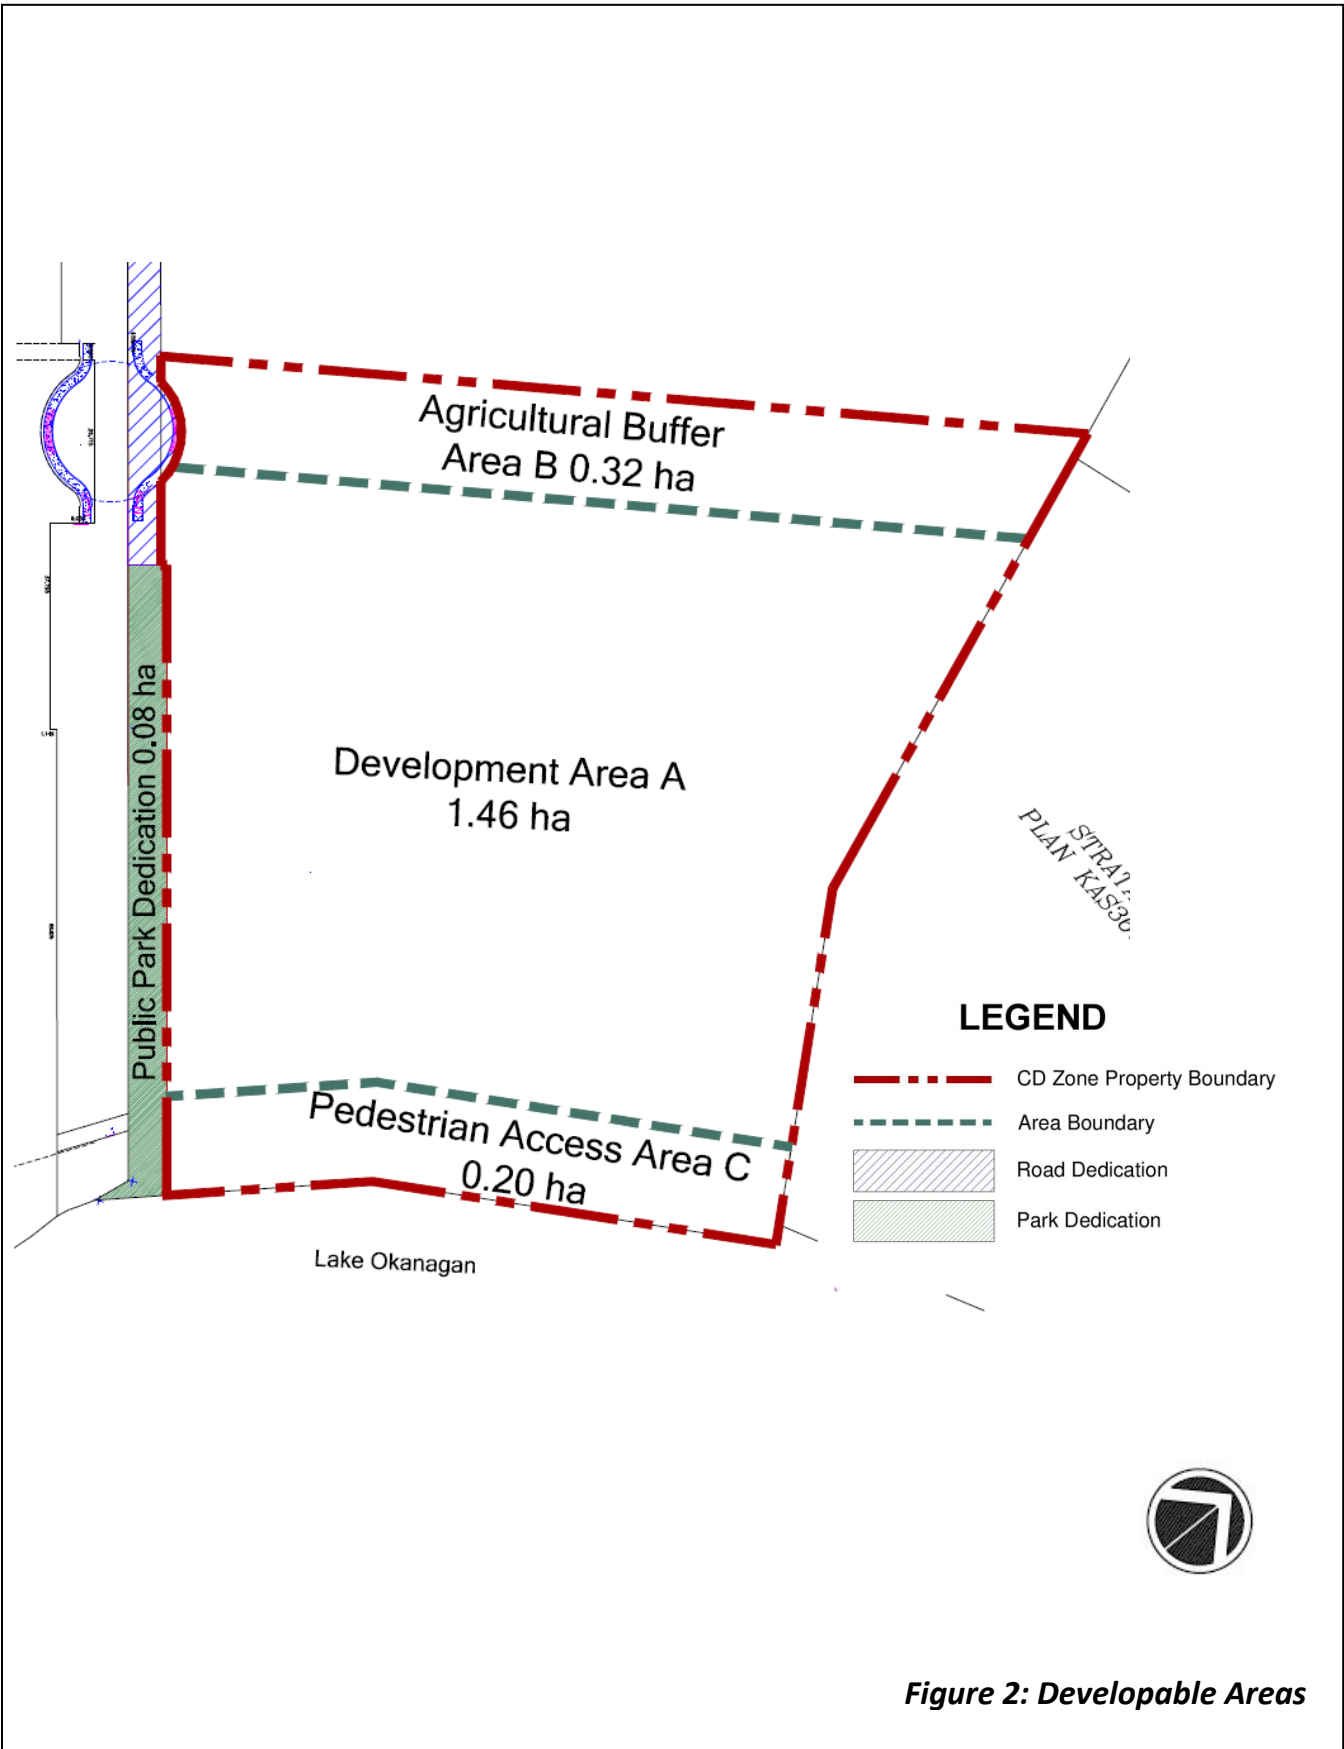 Agricultural Buffer
Area B 0.32 ha
Public Park Dedication 0.08 ha
Development Area A
1.46 ha
STRATA
PLAN
Pedestrian Access Area C
0.20 ha
Lake Okanagan
LEGEND
CD Zone Property Boundary
Area Boundary
Road Dedication
Park Dedication
Figure 2: Developable Areas